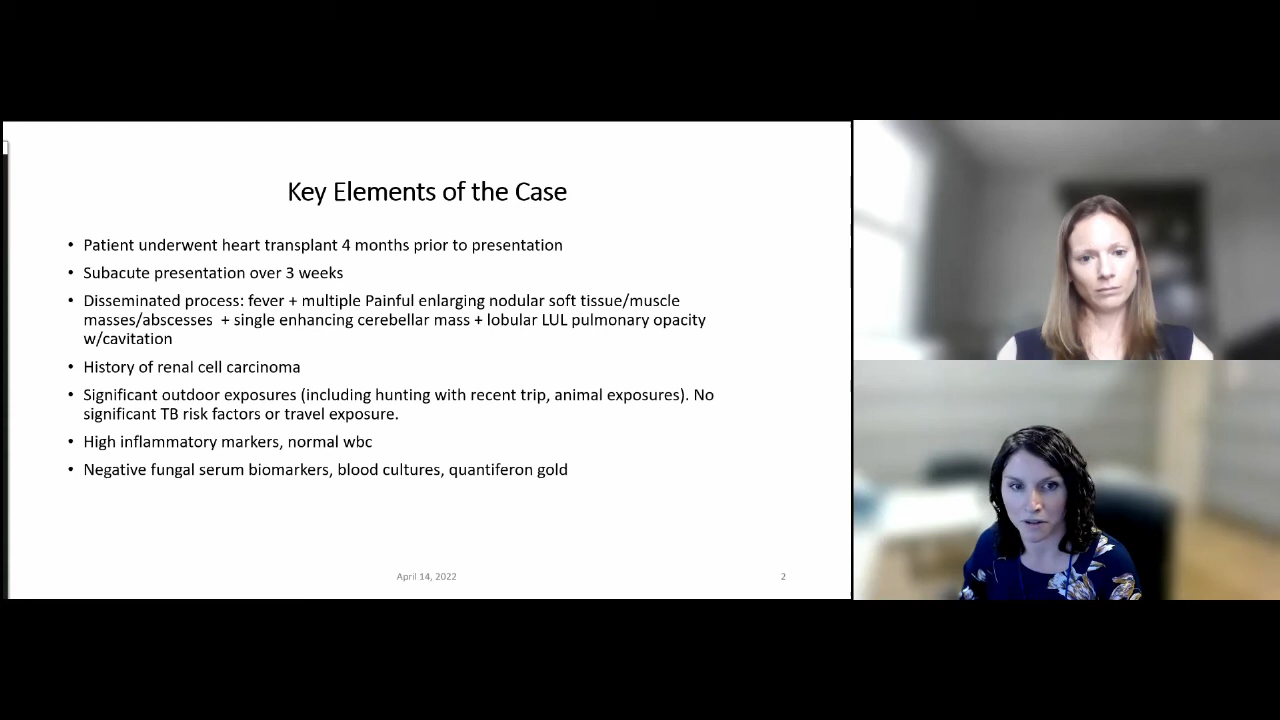 Key Elements of the Case
• Patient underwent heart transplant 4 months prior to presentation
• Subacute presentation over 3 weeks
• Disseminated process: fever + multiple Painful enlarging nodular soft tissue/muscle
masses/abscesses + single enhancing cerebellar mass + lobular LUL pulmonary opacity
w/cavitation
• History of renal cell carcinoma
• Significant outdoor exposures (including hunting with recent trip, animal exposures). No
significant TB risk factors or travel exposure.
• High inflammatory markers, normal wbc
• Negative fungal serum biomarkers, blood cultures, quantiferon gold
April 14, 2022
2